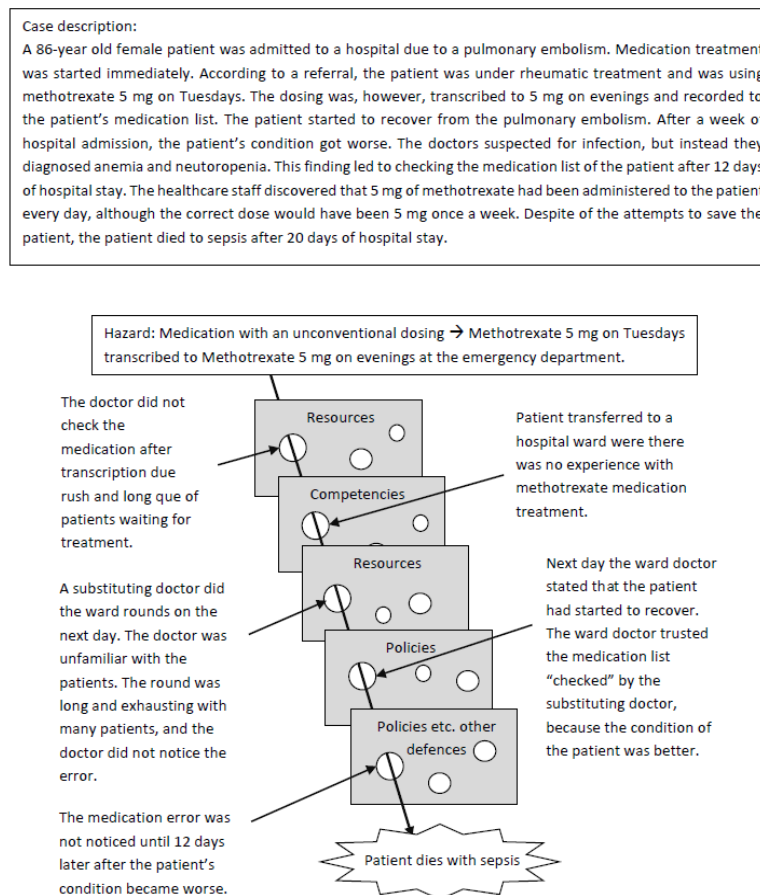 Case description:
A 86-year old female patient was admitted to a hospital due to a pulmonary embolism. Medication treatment
was started immediately. According to a referral, the patient was under rheumatic treatment and was using
methotrexate 5 mg on Tuesdays. The dosing was, however, transcribed to 5 mg on evenings and recorded to
the patient's medication list. The patient started to recover from the pulmonary embolism. After a week of
hospital admission, the patient's condition got worse. The doctors suspected for infection, but instead they
diagnosed anemia and neutoropenia. This finding led to checking the medication list of the patient after 12 days
of hospital stay. The healthcare staff discovered that 5 mg of methotrexate had been administered to the patient
every day, although the correct dose would have been 5 mg once a week. Despite of the attempts to save the
patient, the patient died to sepsis after 20 days of hospital stay.
Hazard: Medication with an unconventional dosing → Methotrexate 5 mg on Tuesdays
transcribed to Methotrexate 5 mg on evenings at the emergency department.
The doctor did not
check the
medication after
transcription due
rush and long que of
patients waiting for
treatment.
Resources
Patient transferred to a
hospital ward were there
was no experience with
methotrexate medication
treatment.
Competencies
Resources
A substituting doctor did
the ward rounds on the
next day. The doctor was
unfamiliar with the
patients. The round was
long and exhausting with
many patients, and the
doctor did not notice the
error.
Next day the ward doctor
stated that the patient
had started to recover.
The ward doctor trusted
the medication list
"checked" by the
substituting doctor,
because the condition of
the patient was better.
Policies
Policies etc. other
defences
The medication error was
not noticed until 12 days
later after the patient's
condition became worse.
Patient dies with sepsis